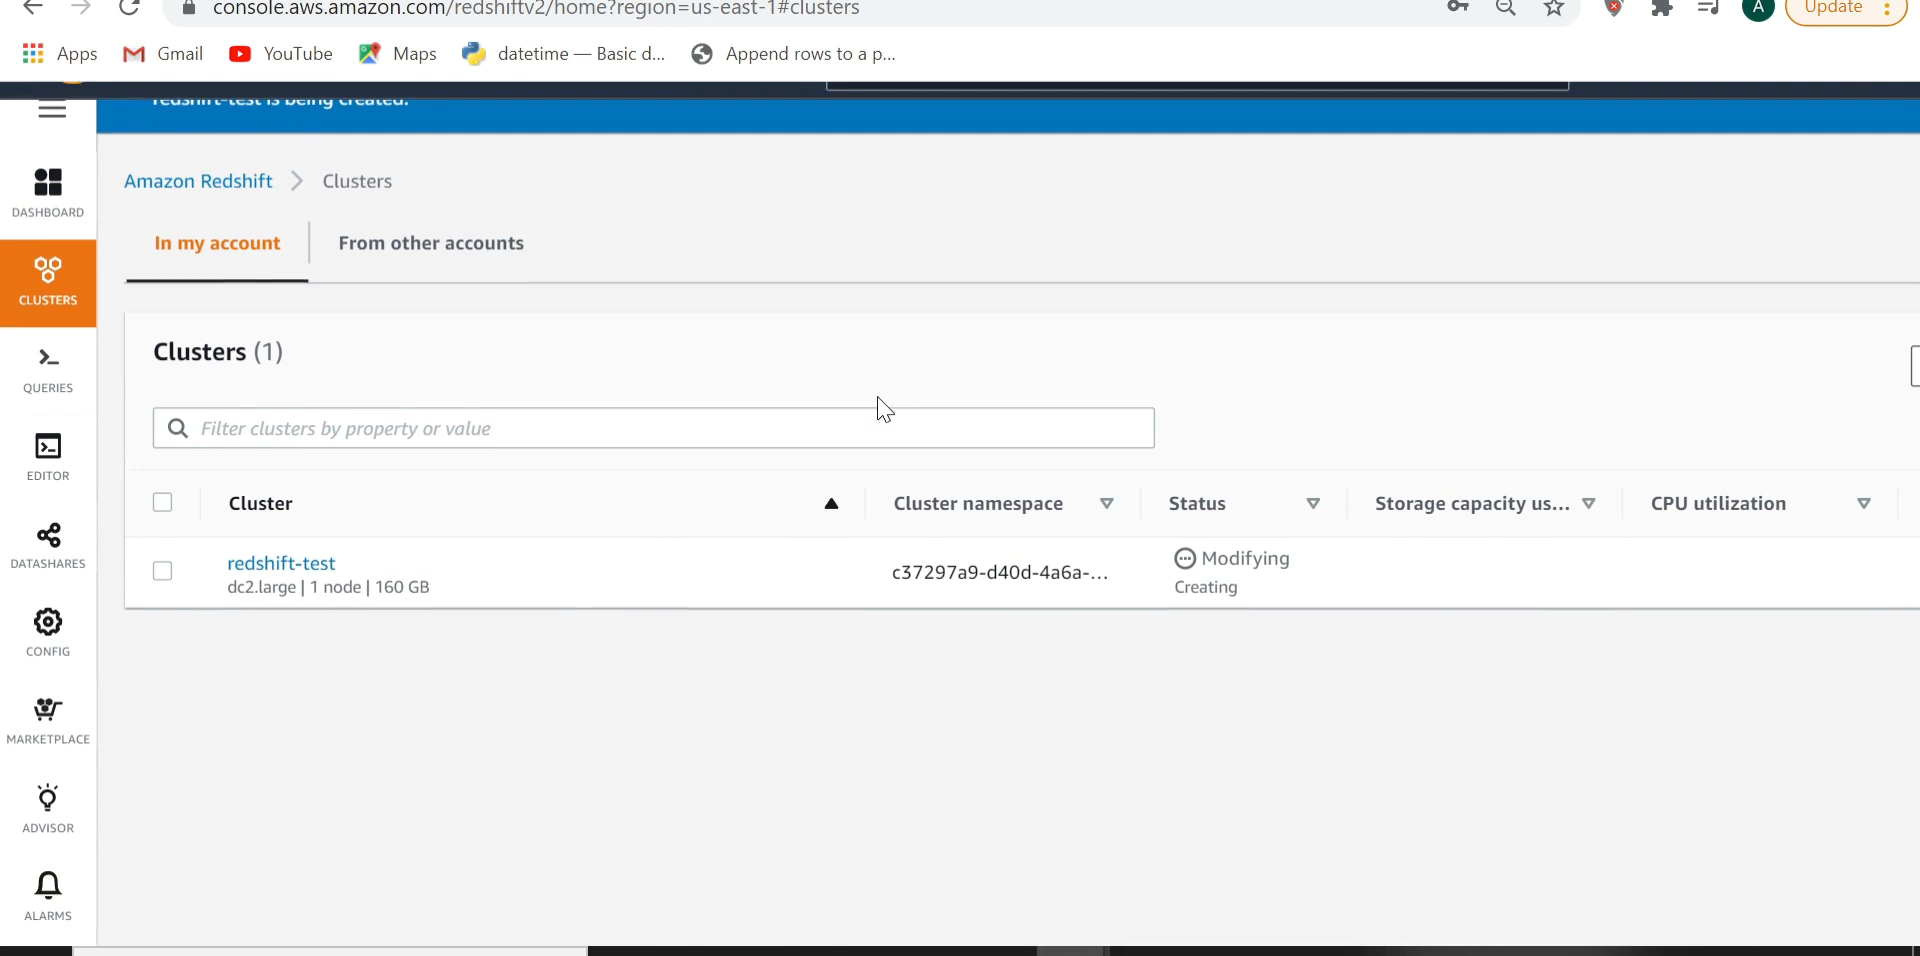 console.aws.amazon.com/redshiftv2/home?region=us-east-1#clusters
A
Update
Apps
Gmail
YouTube
Maps
datetime — Basic d...
Append rows to a p...
redshift-test is being created.
Amazon Redshift
Clusters
In my account
From other accounts
Clusters (1)
Filter clusters by property or value
Cluster
Cluster namespace
Status
Storage capacity us...
CPU utilization
redshift-test
dc2.large | 1 node | 160 GB
c37297a9-d40d-4a6a-...
Modifying
Creating
DASHBOARD
CLUSTERS
QUERIES
EDITOR
DATASHARES
CONFIG
MARKETPLACE
ADVISOR
ALARMS